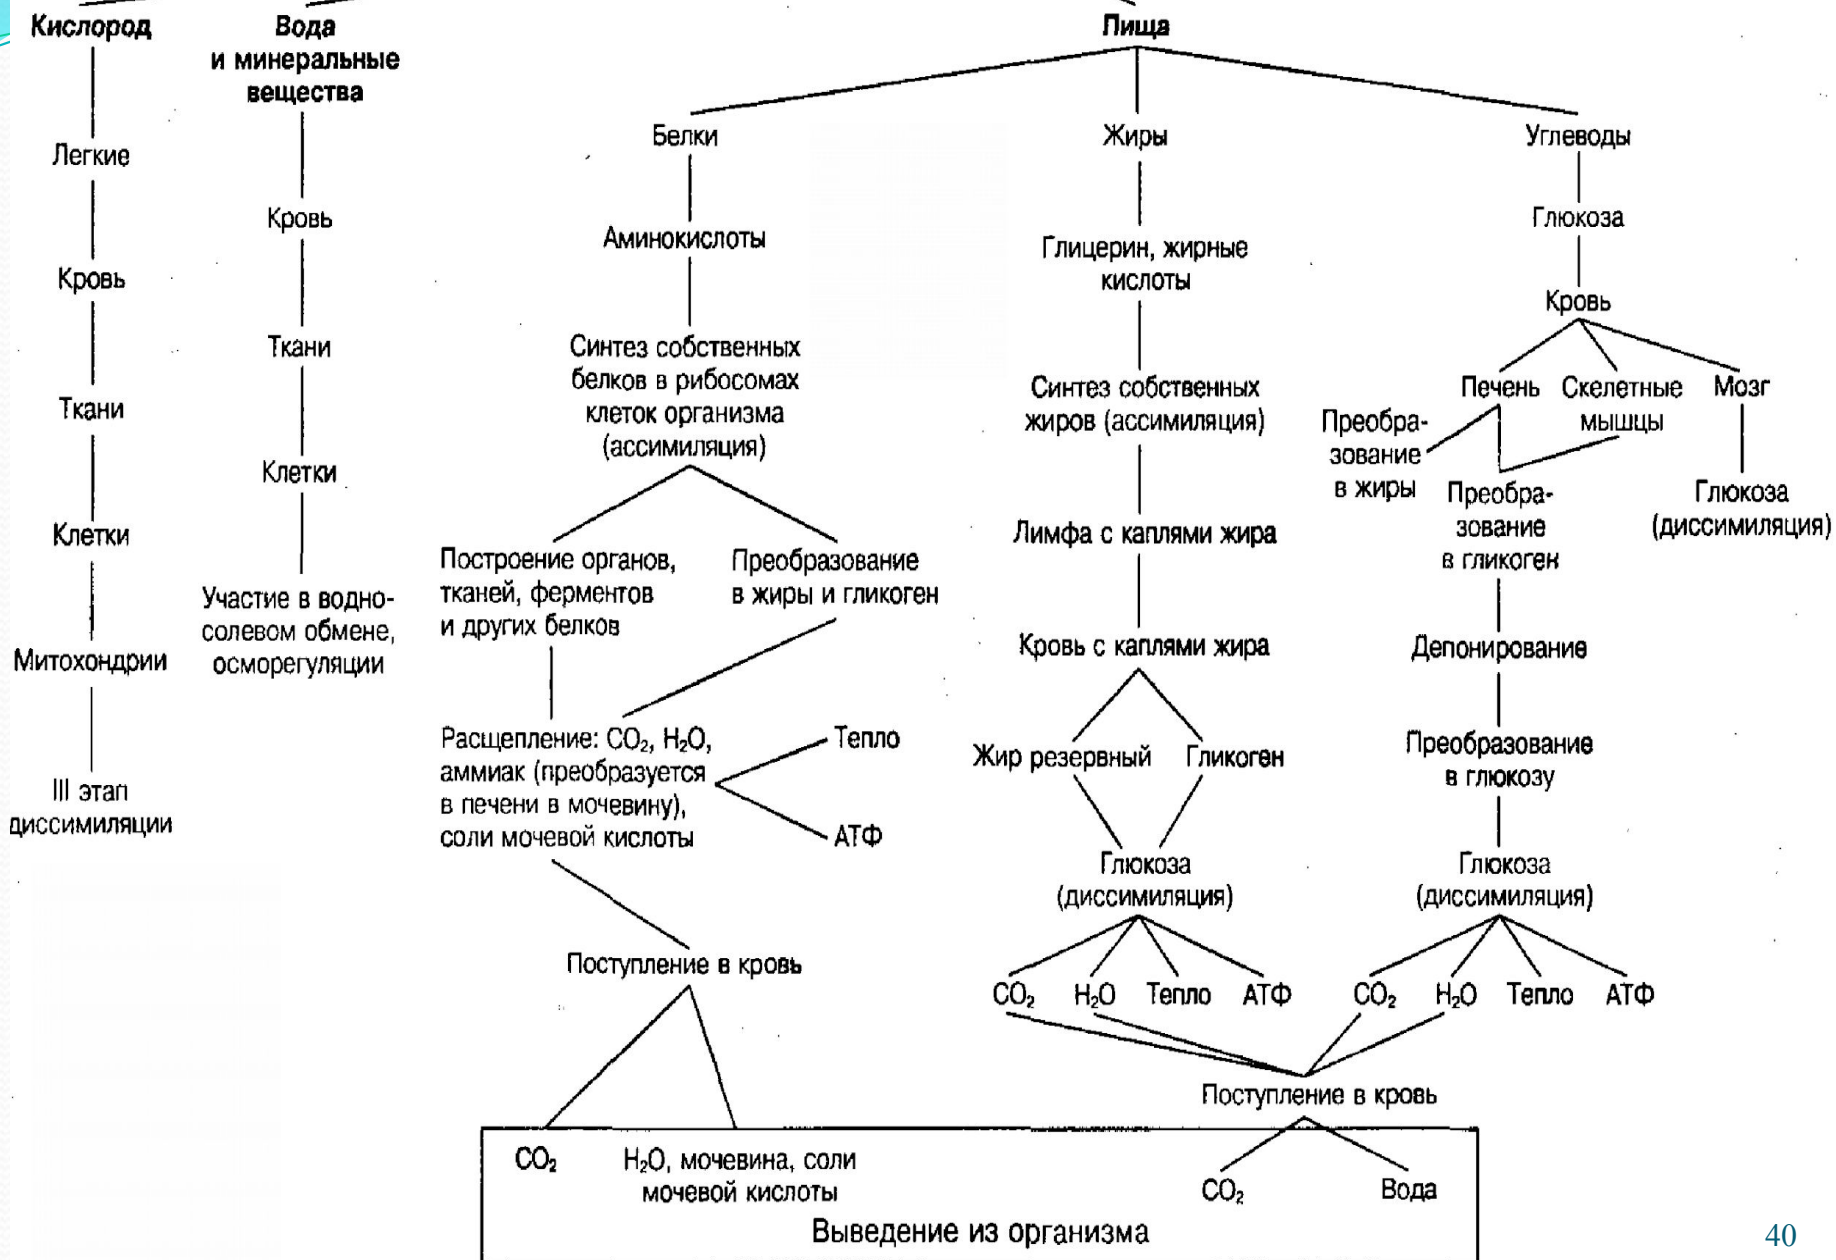 Кислород
Легкие
Кровь
Ткани
Клетки
Митохондрии
III этап
диссимиляции
Вода
и минеральные
вещества
Кровь
Ткани
Клетки
Участие в водно-
солевом обмене,
осморегуляции
Пища
Белки
Аминокислоты
Синтез собственных
белков в рибосомах
клеток организма
(ассимиляция)
Построение органов,
тканей, ферментов
и других белков
Преобразование
в жиры и гликоген
Расщепление: CO₂, H₂O,
аммиак (преобразуется
в печени в мочевину),
соли мочевой кислоты
Тепло
АТФ
Поступление в кровь
Жиры
Глицерин, жирные
кислоты
Синтез собственных
жиров (ассимиляция)
Лимфа с каплями жира
Кровь с каплями жира
Жир резервный
Гликоген
Глюкоза
(диссимиляция)
CO₂ H₂O Тепло АТФ
Углеводы
Глюкоза
Кровь
Печень
Скелетные
мышцы
Мозг
Преобра-
зование
в жиры
Преобра-
зование
в гликоген
Глюкоза
(диссимиляция)
Депонирование
Преобразование
в глюкозу
Глюкоза
(диссимиляция)
CO₂ H₂O Тепло АТФ
Поступление в кровь
CO₂
H₂O, мочевина, соли
мочевой кислоты
CO₂
Вода
Выведение из организма
40